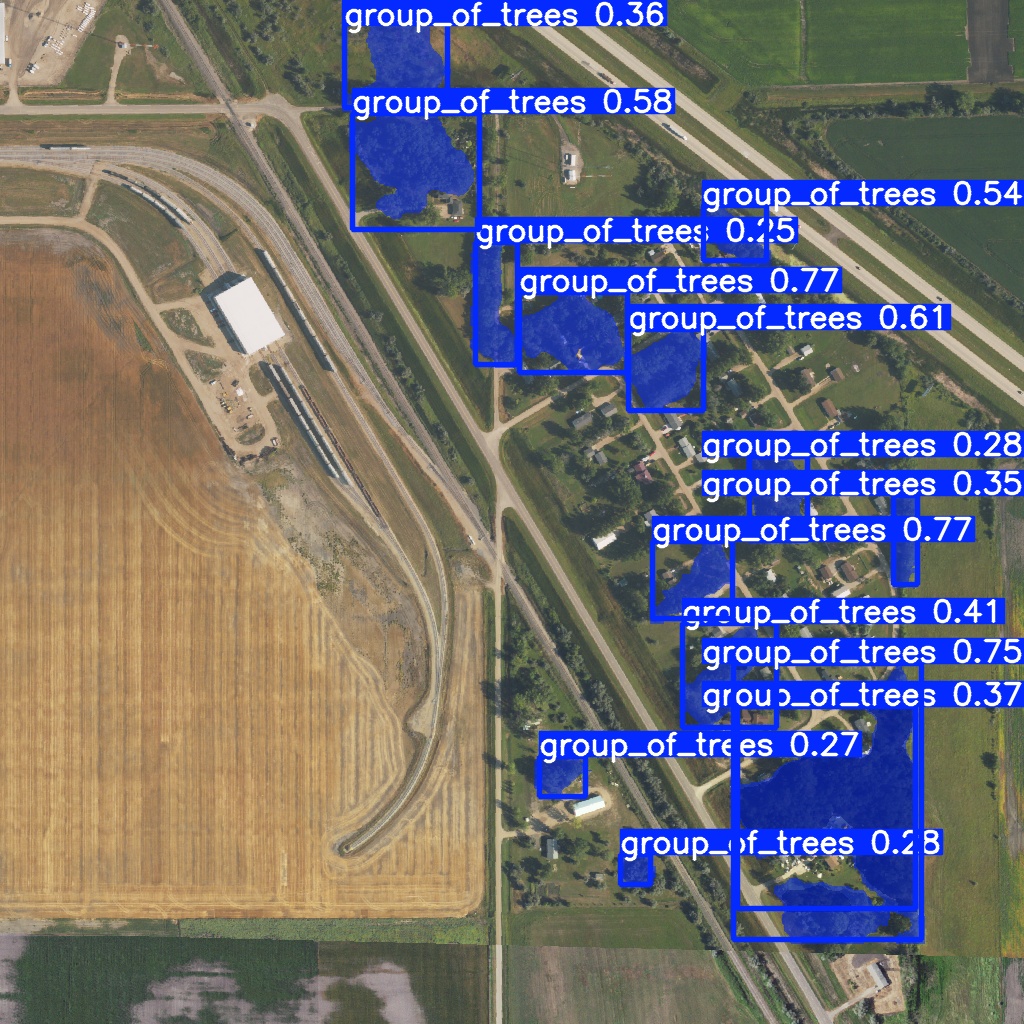 group_of_trees 0.36
group_of_trees 0.58
group_of_trees 0.54
group_of_trees 0.25
group_of_trees 0.77
group_of_trees 0.61
group_of_trees 0.28
group_of_trees 0.35
group_of_trees 0.77
group_of_trees 0.41
group_of_trees 0.75
group_of_trees 0.37
group_of_trees 0.27
group_of_trees 0.28